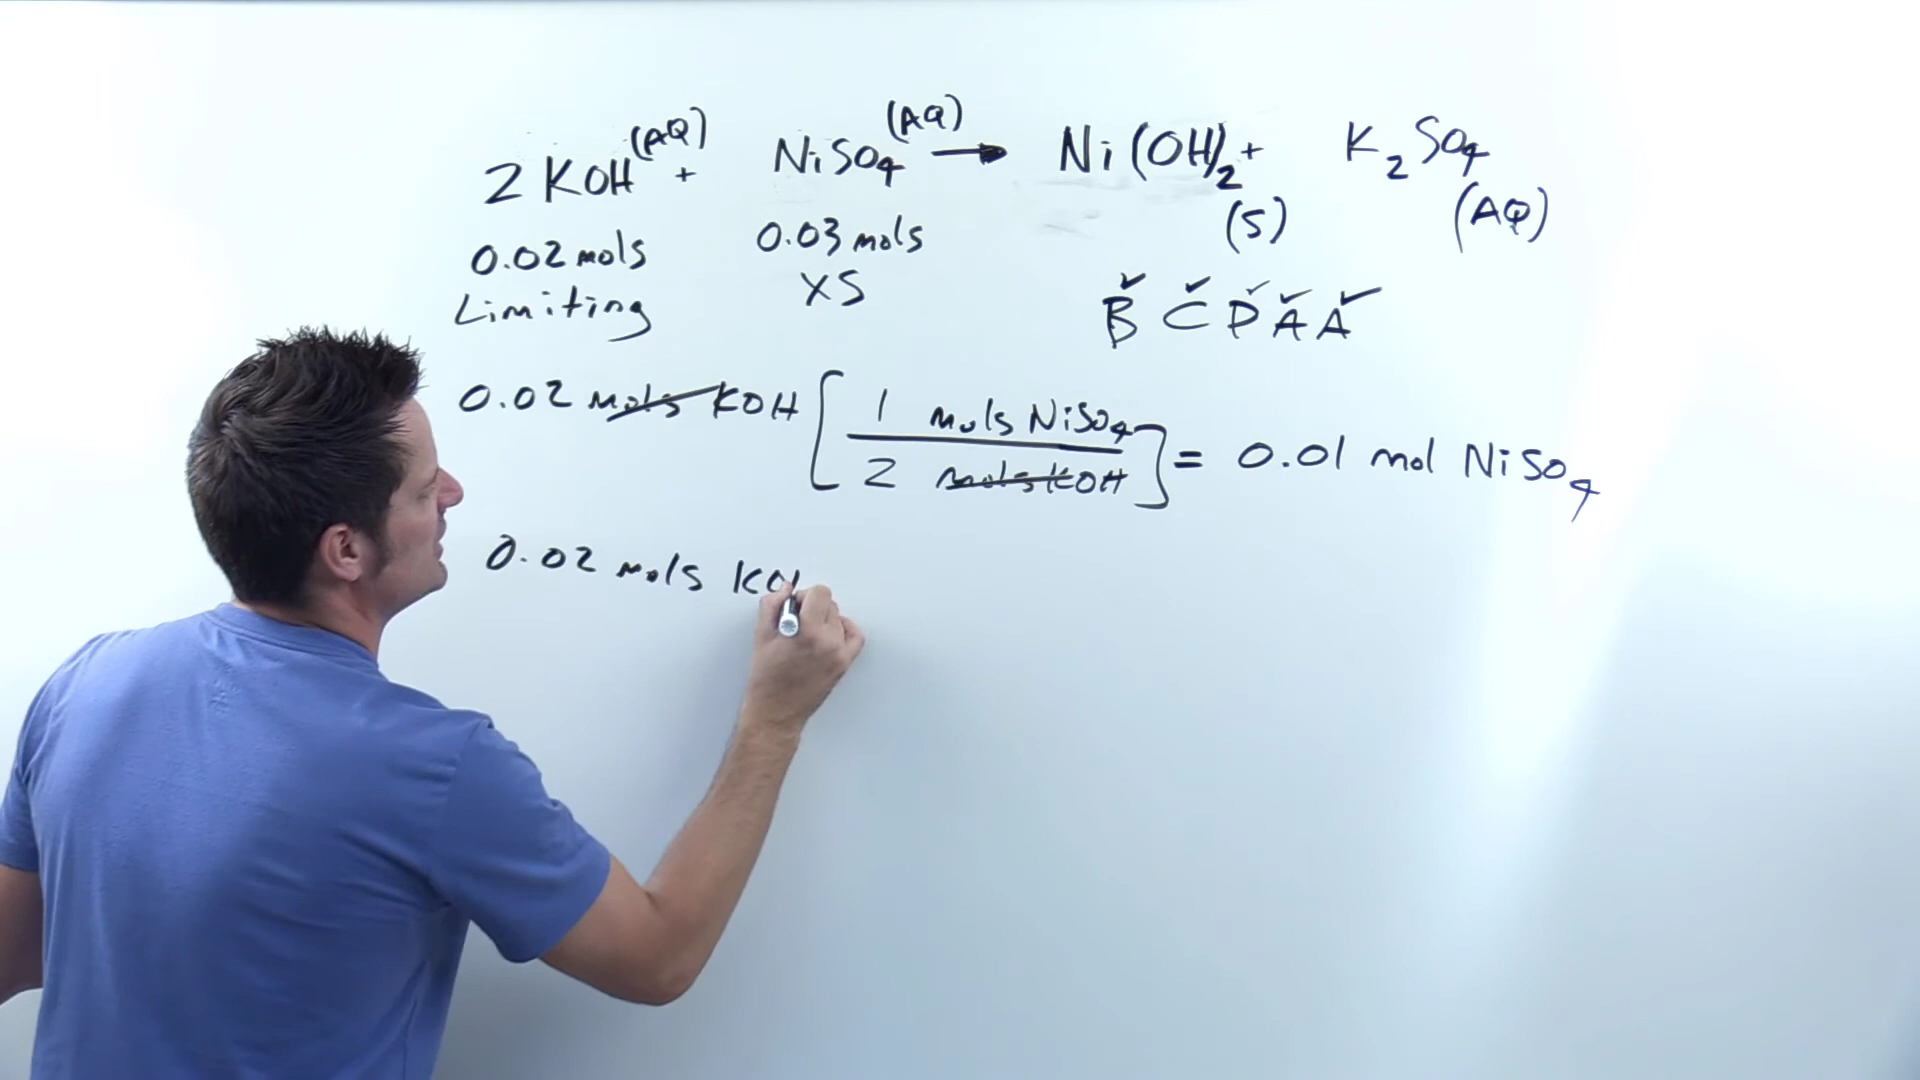 2 KOH (AQ) + NiSO4 (AQ) → Ni(OH)2 (S) + K2SO4 (AQ)
0.02 mols 0.03 mols
Limiting XS
B✓ C✓ D✓ A✓ A✓
0.02 mols KOH [ 1 mols NiSO4 / 2 mols KOH ] = 0.01 mol NiSO4
0.02 mols KO